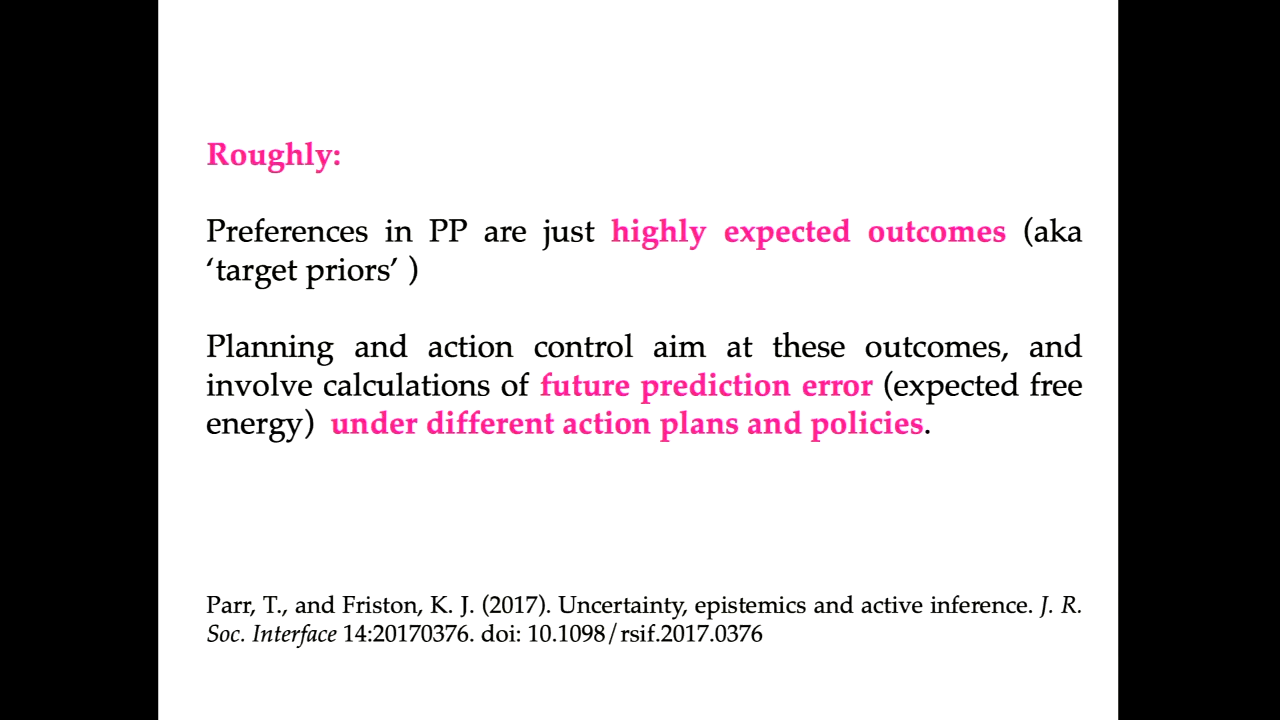 Roughly:
Preferences in PP are just highly expected outcomes (aka
‘target priors’ )
Planning and action control aim at these outcomes, and
involve calculations of future prediction error (expected free
energy) under different action plans and policies.
Parr, T., and Friston, K. J. (2017). Uncertainty, epistemics and active inference. J. R.
Soc. Interface 14:20170376. doi: 10.1098/rsif.2017.0376